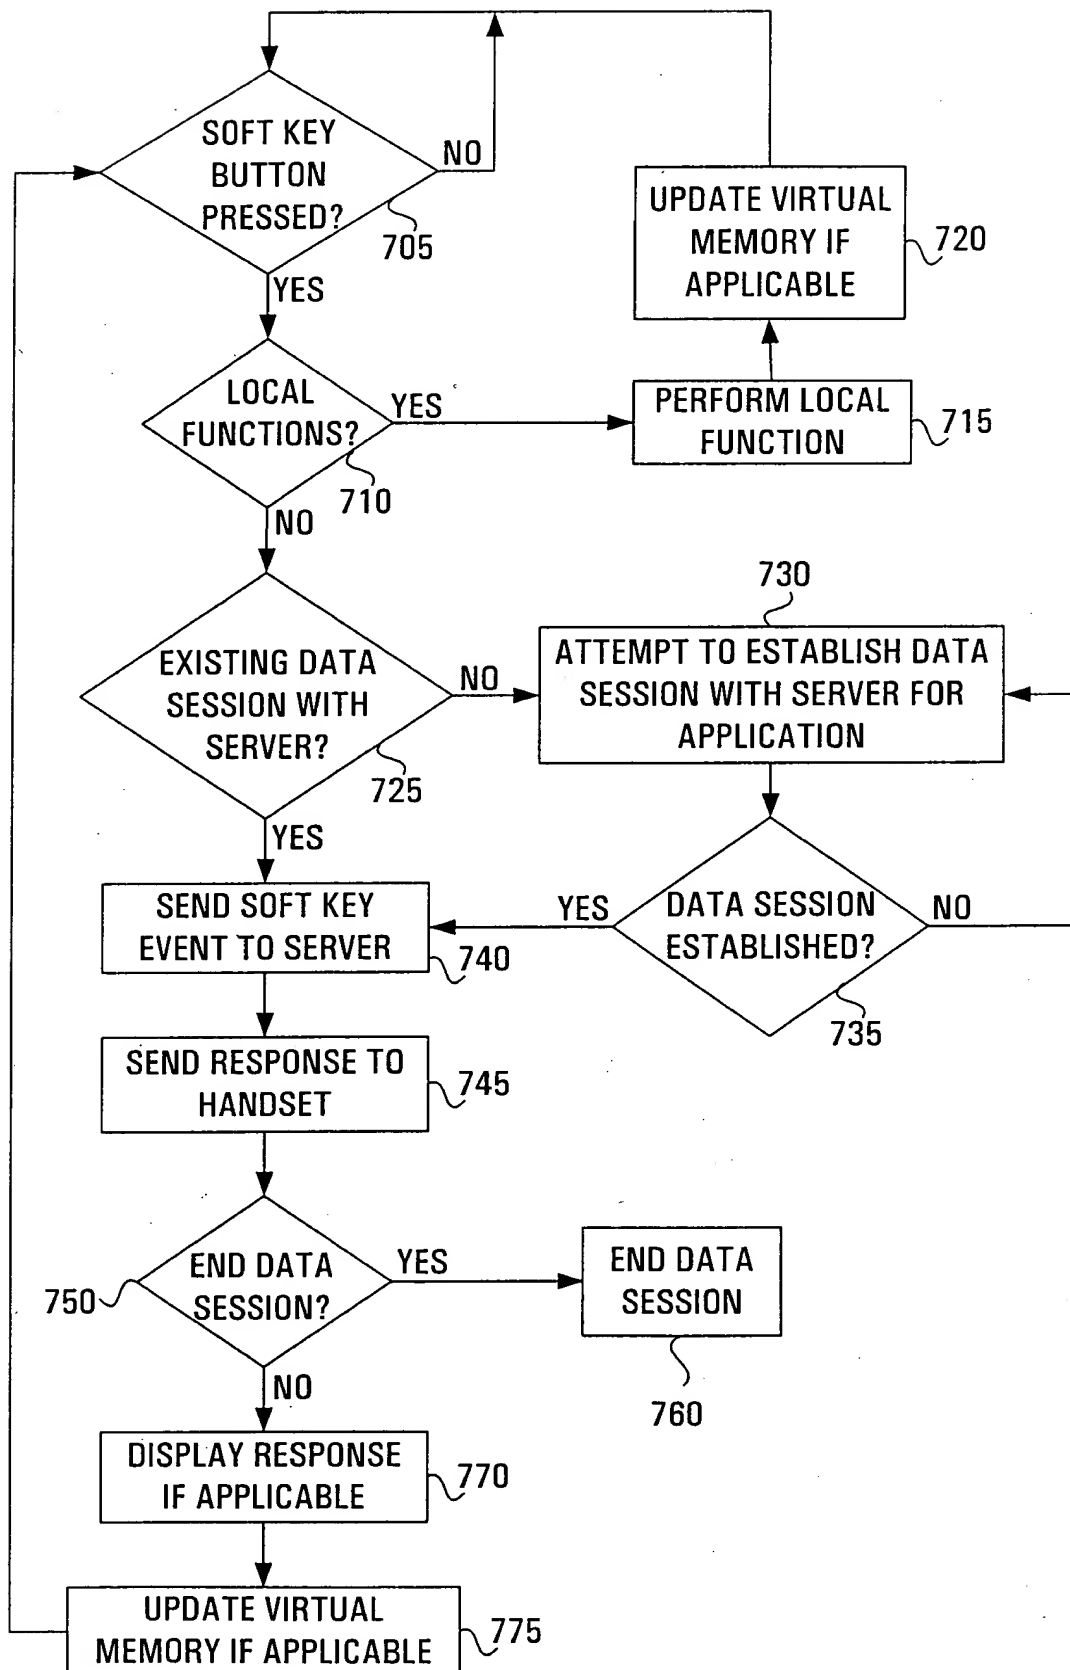 SOFT KEY
BUTTON
PRESSED?
NO
705
YES
UPDATE VIRTUAL
MEMORY IF
APPLICABLE
720
LOCAL
FUNCTIONS?
YES
710
NO
PERFORM LOCAL
FUNCTION
715
EXISTING DATA
SESSION WITH
SERVER?
NO
725
YES
730
ATTEMPT TO ESTABLISH DATA
SESSION WITH SERVER FOR
APPLICATION
DATA SESSION
ESTABLISHED?
YES
NO
735
SEND SOFT KEY
EVENT TO SERVER
740
SEND RESPONSE TO
HANDSET
745
END DATA
SESSION?
YES
750
NO
END DATA
SESSION
760
DISPLAY RESPONSE
IF APPLICABLE
770
UPDATE VIRTUAL
MEMORY IF APPLICABLE
775